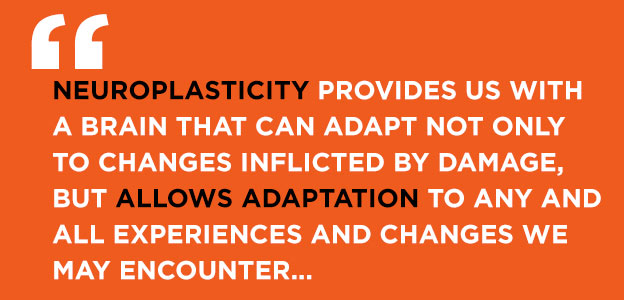 “
NEUROPLASTICITY PROVIDES US WITH
A BRAIN THAT CAN ADAPT NOT ONLY
TO CHANGES INFLICTED BY DAMAGE,
BUT ALLOWS ADAPTATION TO ANY AND
ALL EXPERIENCES AND CHANGES WE
MAY ENCOUNTER...